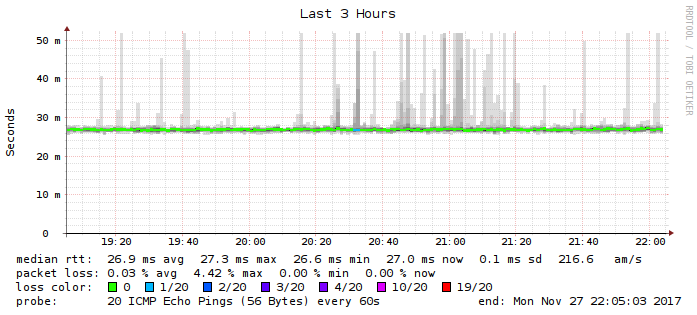 Last 3 Hours
RRDTOOL / TOBI OETIKER
Seconds
50 m
40 m
30 m
20 m
10 m
0
19:20 19:40 20:00 20:20 20:40 21:00 21:20 21:40 22:00
median rtt: 26.9 ms avg 27.3 ms max 26.6 ms min 27.0 ms now 0.1 ms sd 216.6 am/s
packet loss: 0.03 % avg 4.42 % max 0.00 % min 0.00 % now
loss color: 0 1/20 2/20 3/20 4/20 10/20 19/20
probe: 20 ICMP Echo Pings (56 Bytes) every 60s end: Mon Nov 27 22:05:03 2017